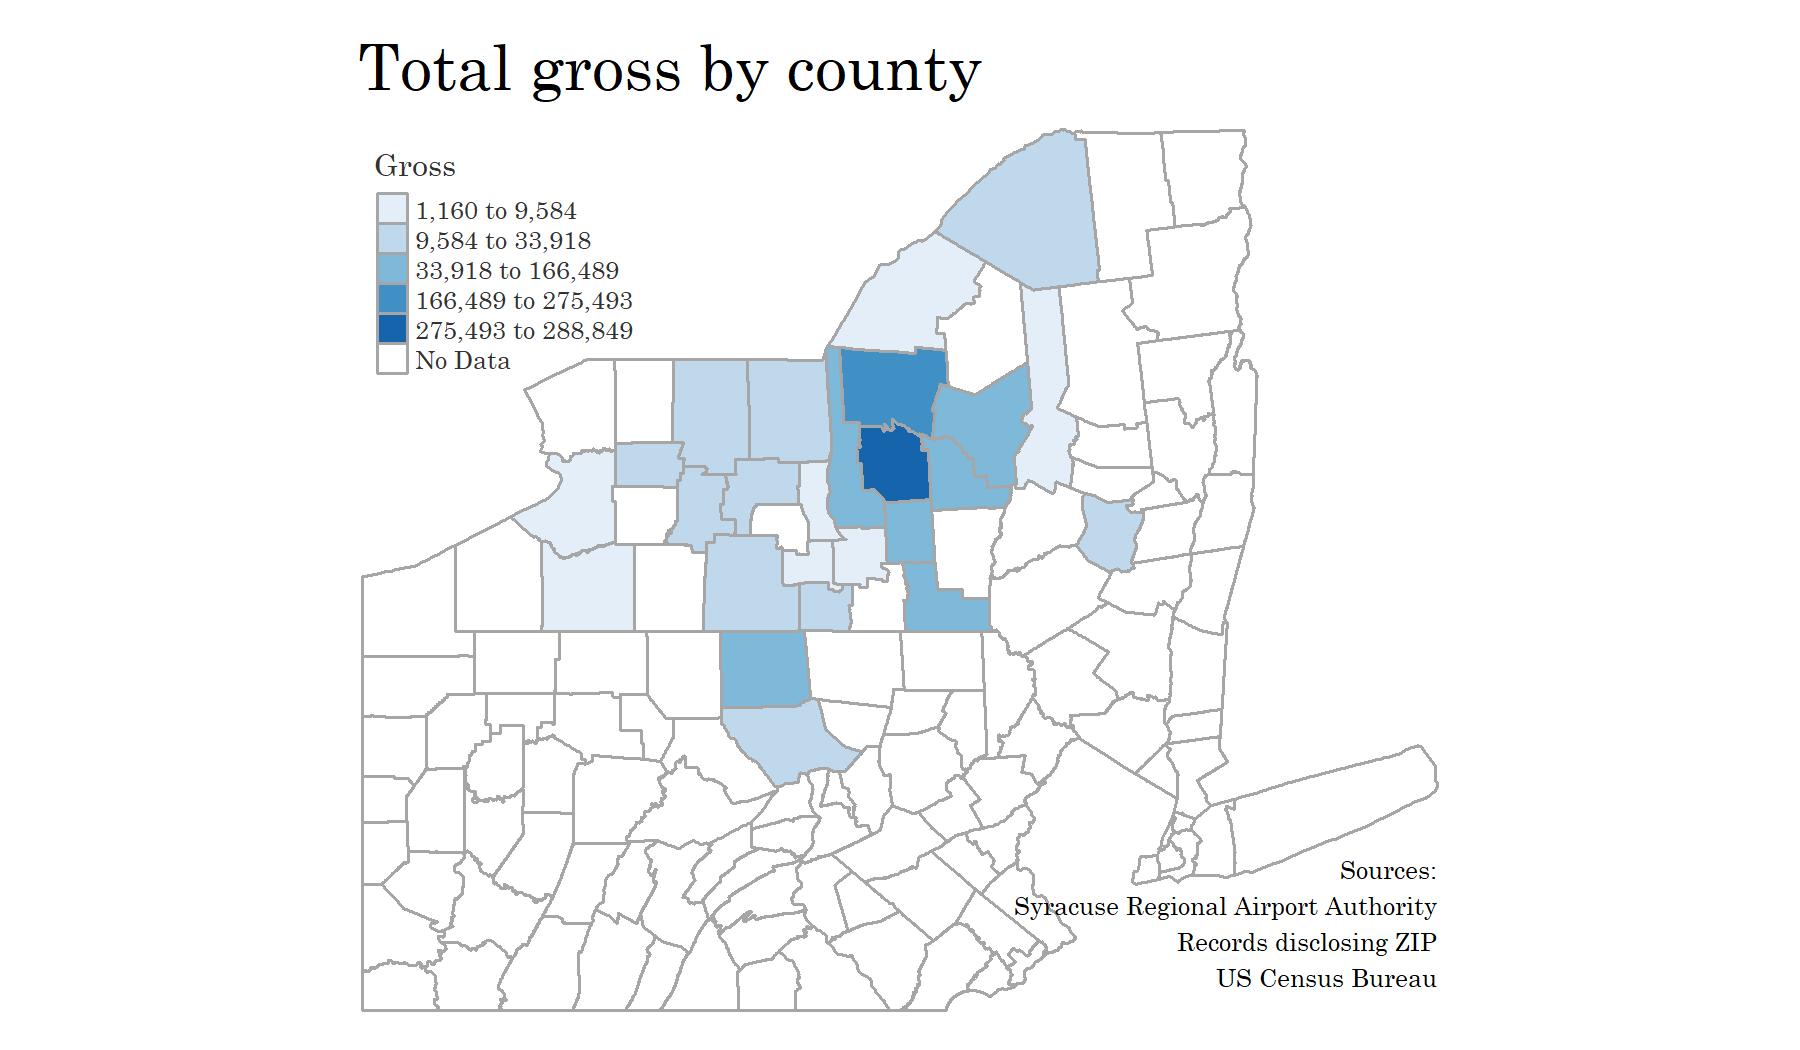 Total gross by county
Gross
1,160 to 9,584
9,584 to 33,918
33,918 to 166,489
166,489 to 275,493
275,493 to 288,849
No Data
Sources:
Syracuse Regional Airport Authority
Records disclosing ZIP
US Census Bureau